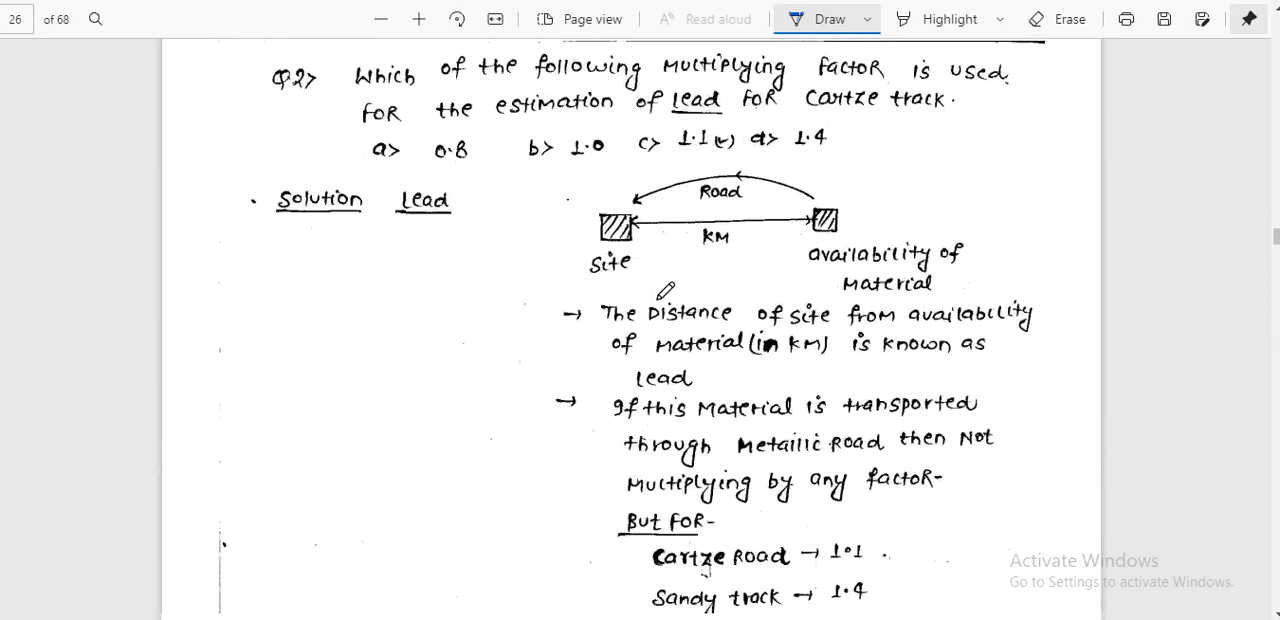 26 of 68 Page view Read aloud Draw Highlight Erase
Q2> Which of the following Multiplying factor is used
for the estimation of lead for Cartze track.
a> 0.8 b> 1.0 c> 1.1 (✓) d> 1.4
Solution Lead
Road
KM
Site
availability of
Material
→ The Distance of site from availability
of Material (in KM) is known as
lead
→ If this Material is transported
through Metallic Road then Not
Multiplying by any factor-
But for-
Cartze Road → 1.1
Sandy track → 1.4
Activate Windows
Go to Settings to activate Windows.